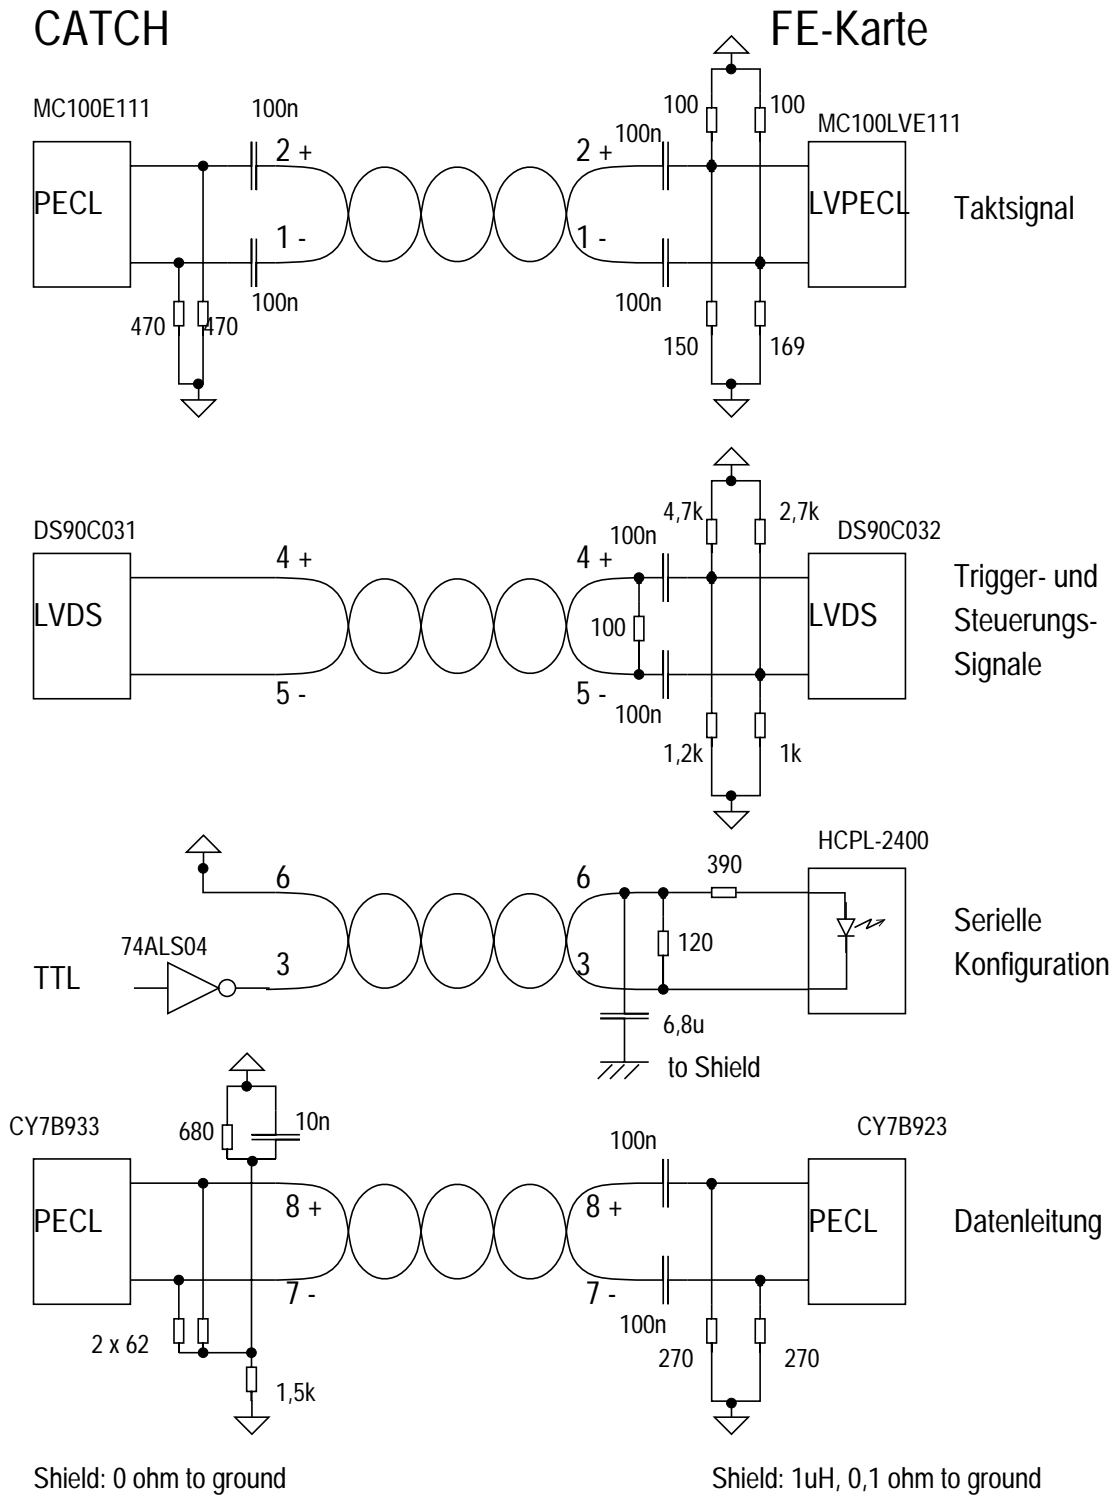 CATCH
FE-Karte
MC100E111
100n
100
100
100n
MC100LVE111
2 +
2 +
PECL
LVPECL
Taktsignal
1 -
1 -
100n
100n
470
470
150
169
DS90C031
4,7k
2,7k
100n
DS90C032
4 +
4 +
LVDS
100
LVDS
Trigger- und
Steuerungs-
Signale
5 -
5 -
100n
1,2k
1k
HCPL-2400
390
6
6
74ALS04
120
Serielle
Konfiguration
TTL
3
3
6,8u
to Shield
CY7B933
680
10n
100n
CY7B923
PECL
8 +
8 +
PECL
Datenleitung
7 -
7 -
100n
2 x 62
270
270
1,5k
Shield: 0 ohm to ground
Shield: 1uH, 0,1 ohm to ground